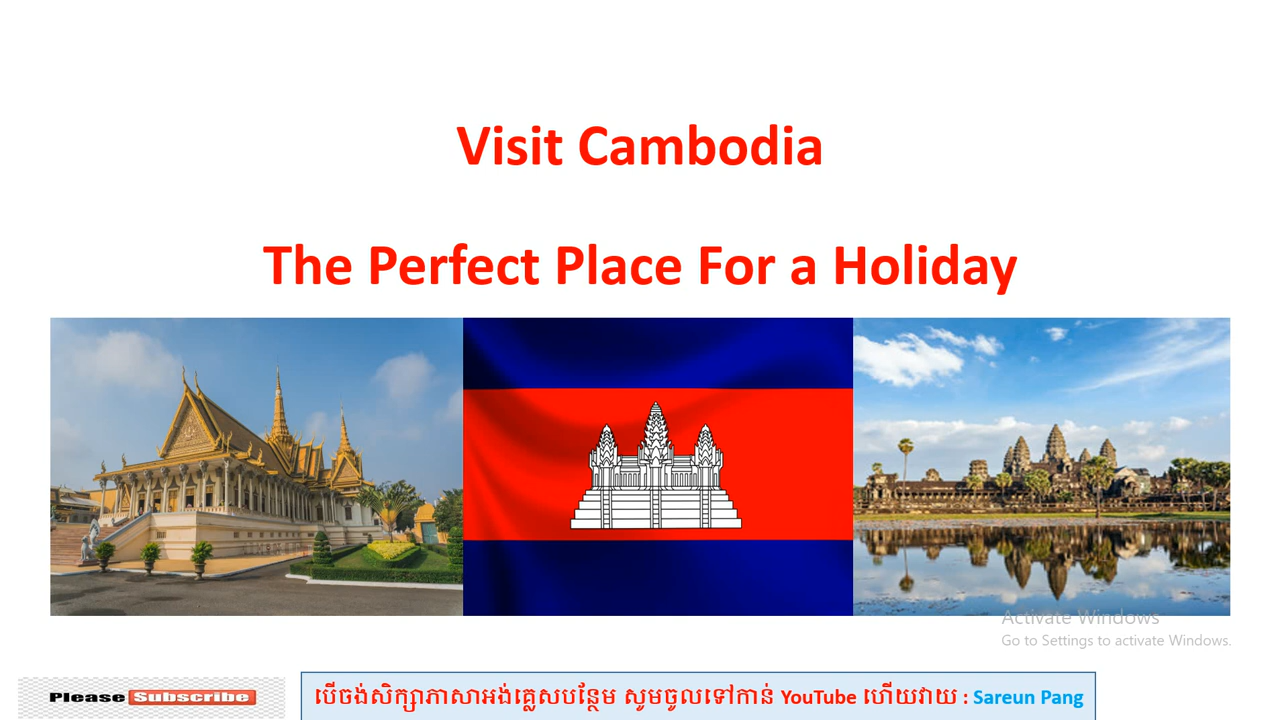 Visit Cambodia
The Perfect Place For a Holiday
Activate Windows
Go to Settings to activate Windows.
Please Subscribe
បើចង់សិក្សាភាសាអង់គ្លេសបន្ថែម សូមចូលទៅកាន់ YouTube ហើយវាយ : Sareun Pang